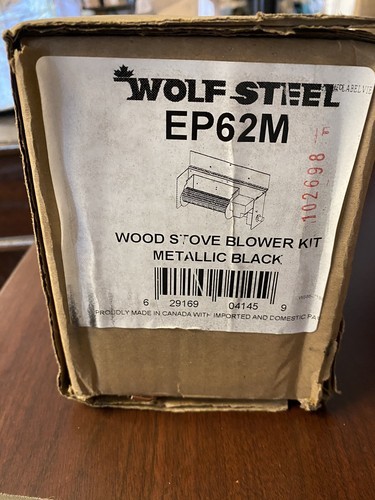 WOLF STEEL
EP62M
102698
WOOD STOVE BLOWER KIT
METALLIC BLACK
6 29169 04145 9
PROUDLY MADE IN CANADA WITH IMPORTED AND DOMESTIC